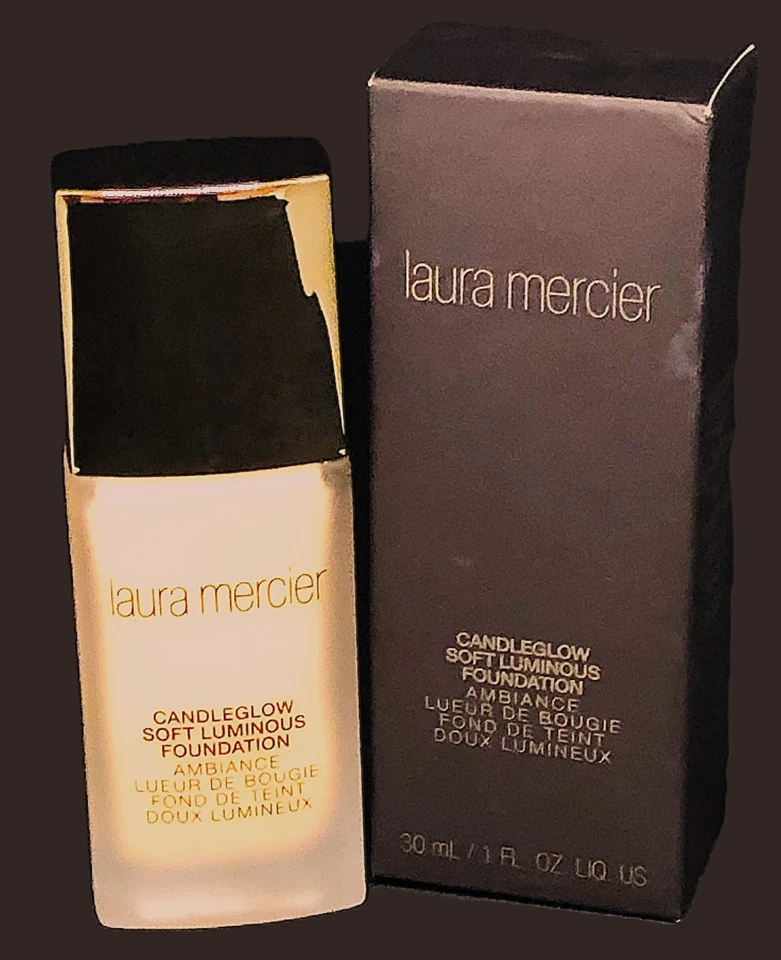 laura mercier
CANDLEGLOW
SOFT LUMINOUS
FOUNDATION
AMBIANCE
LUEUR DE BOUGIE
FOND DE TEINT
DOUX LUMINEUX
laura mercier
CANDLEGLOW
SOFT LUMINOUS
FOUNDATION
AMBIANCE
LUEUR DE BOUGIE
FOND DE TEINT
DOUX LUMINEUX
30 mL / 1 FL. OZ LIQ. US